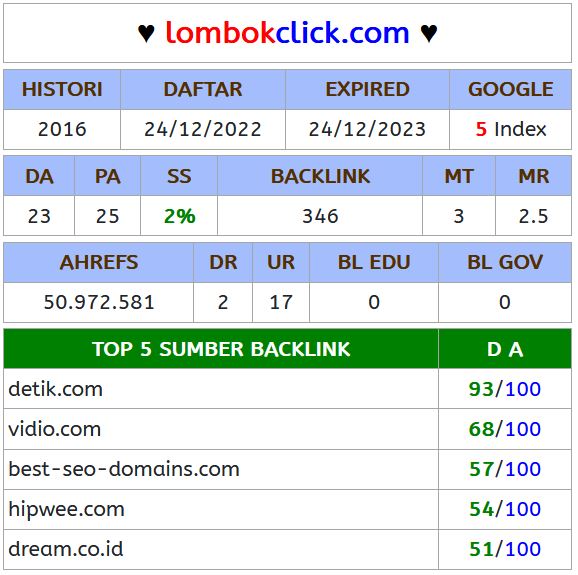 ♥ lombokclick.com ♥
HISTORI DAFTAR EXPIRED GOOGLE
2016 24/12/2022 24/12/2023 5 Index
DA PA SS BACKLINK MT MR
23 25 2% 346 3 2.5
AHREFS DR UR BL EDU BL GOV
50.972.581 2 17 0 0
TOP 5 SUMBER BACKLINK D A
detik.com 93/100
vidio.com 68/100
best-seo-domains.com 57/100
hipwee.com 54/100
dream.co.id 51/100